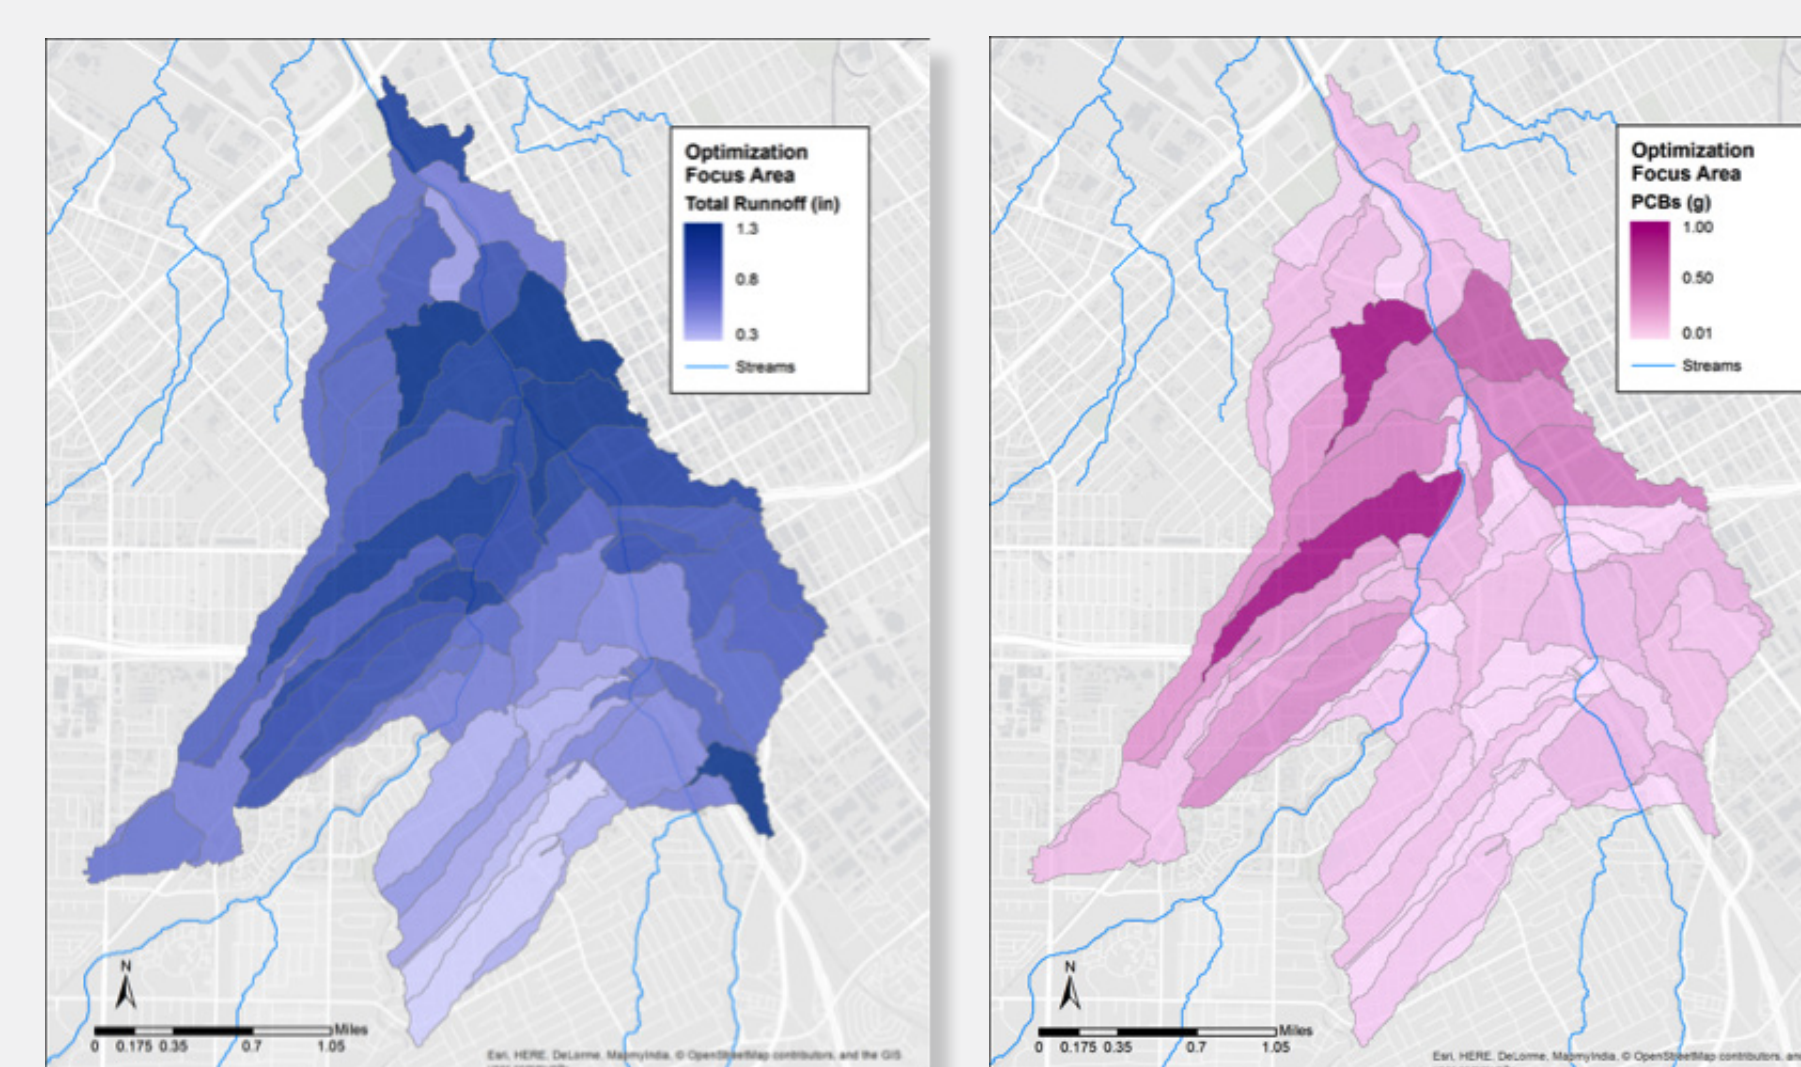 Optimization
Focus Area
Total Runnoff (in)
1.3
0.8
0.3
Streams
N
Miles
0 0.175 0.35 0.7 1.05
Esri, HERE, DeLorme, MapmyIndia, © OpenStreetMap contributors, and the GIS
Optimization
Focus Area
PCBs (g)
1.00
0.50
0.01
Streams
N
Miles
0 0.175 0.35 0.7 1.05
Esri, HERE, DeLorme, MapmyIndia, © OpenStreetMap contributors,